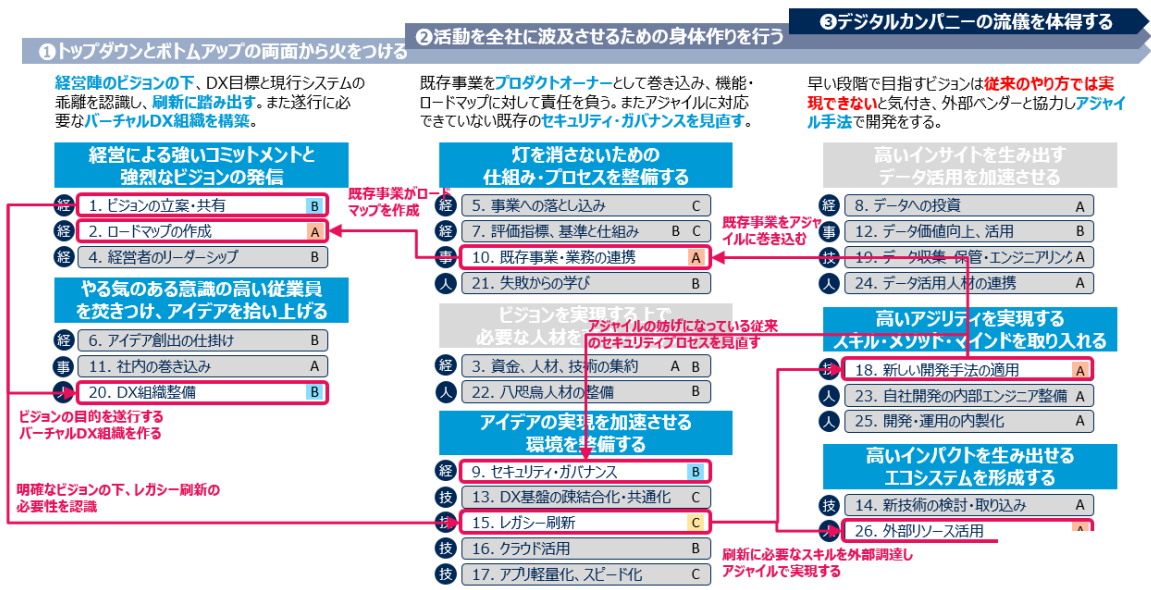 ❶トップダウンとボトムアップの両面から火をつける
経営陣のビジョンの下、DX目標と現行システムの
乖離を認識し、刷新に踏み出す。また遂行に必
要なバーチャルDX組織を構築。
経営による強いコミットメントと
強烈なビジョンの発信
経 1. ビジョンの立案・共有 B
経 2. ロードマップの作成 A
経 4. 経営者のリーダーシップ B
やる気のある意識の高い従業員
を焚きつけ、アイデアを拾い上げる
経 6. アイデア創出の仕掛け B
事 11. 社内の巻き込み A
人 20. DX組織整備 B
ビジョンの目的を遂行する
バーチャルDX組織を作る
明確なビジョンの下、レガシー刷新の
必要性を認識
既存事業がロード
マップを作成
❷活動を全社に波及させるための身体作りを行う
既存事業をプロダクトオーナーとして巻き込み、機能・
ロードマップに対して責任を負う。またアジャイルに対応
できていない既存のセキュリティ・ガバナンスを見直す。
灯を消さないための
仕組み・プロセスを整備する
経 5. 事業への落とし込み C
経 7. 評価指標、基準と仕組み B C
事 10. 既存事業・業務の連携 A
人 21. 失敗からの学び B
ビジョンを実現する上で
必要な人材を
アジャイルの妨げになっている従来
のセキュリティプロセスを見直す
経 3. 資金、人材、技術の集約 A B
人 22. 八咫烏人材の整備 B
アイデアの実現を加速させる
環境を整備する
経 9. セキュリティ・ガバナンス B
技 13. DX基盤の疎結合化・共通化 C
技 15. レガシー刷新 C
技 16. クラウド活用 B
技 17. アプリ軽量化、スピード化 C
既存事業をアジャ
イルに巻き込む
❸デジタルカンパニーの流儀を体得する
早い段階で目指すビジョンは従来のやり方では実
現できないと気付き、外部ベンダーと協力しアジャイ
ル手法で開発をする。
高いインサイトを生み出す
データ活用を加速させる
経 8. データへの投資 A
事 12. データ価値向上、活用 B
技 19. データ収集・保管・エンジニアリング A
人 24. データ活用人材の連携 A
高いアジリティを実現する
スキル・メソッド・マインドを取り入れる
技 18. 新しい開発手法の適用 A
人 23. 自社開発の内部エンジニア整備 A
人 25. 開発・運用の内製化 A
高いインパクトを生み出せる
エコシステムを形成する
技 14. 新技術の検討・取り込み A
人 26. 外部リソース活用 A
刷新に必要なスキルを外部調達し
アジャイルで実現する